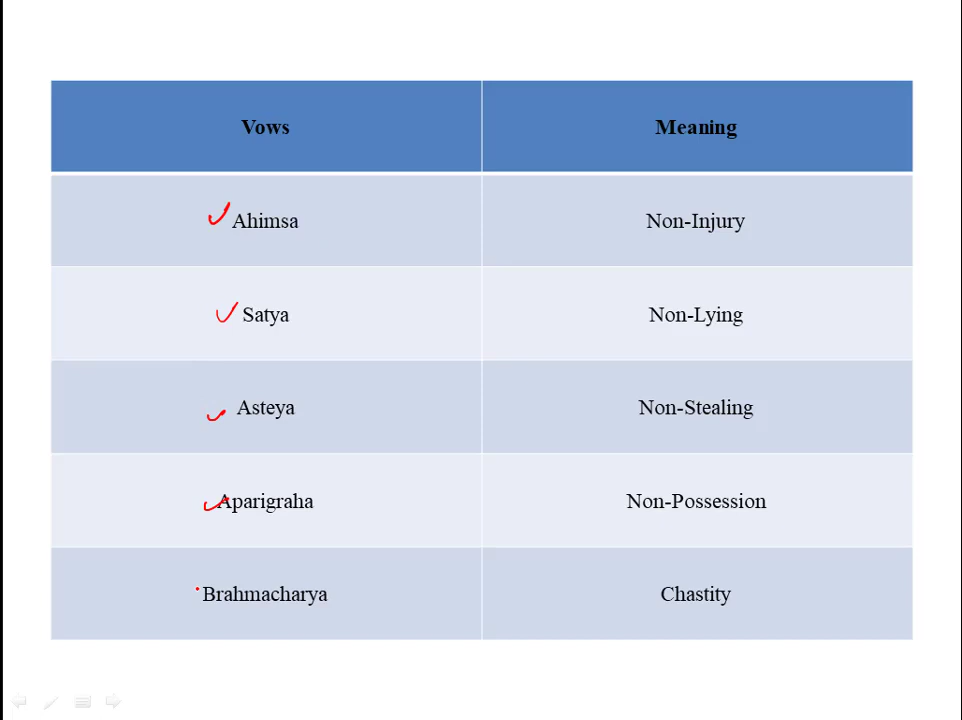 Vows Meaning
Ahimsa Non-Injury
Satya Non-Lying
Asteya Non-Stealing
Aparigraha Non-Possession
Brahmacharya Chastity